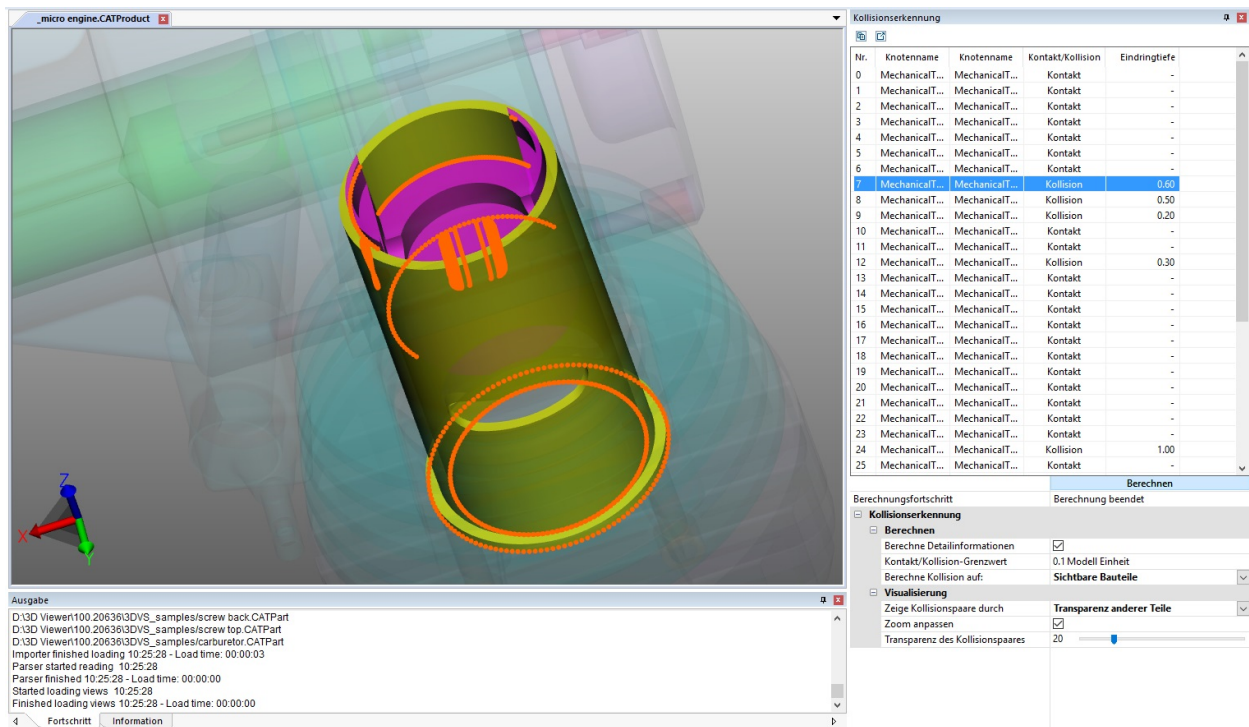 _micro engine.CATProduct
Z
X
Y
Ausgabe
D:\3D Viewer\100.20636\3DVS_samples/screw back.CATPart
D:\3D Viewer\100.20636\3DVS_samples/screw top.CATPart
D:\3D Viewer\100.20636\3DVS_samples/carburetor.CATPart
Importer finished loading 10:25:28 - Load time: 00:00:03
Parser started reading 10:25:28
Parser finished 10:25:28 - Load time: 00:00:00
Started loading views 10:25:28
Finished loading views 10:25:28 - Load time: 00:00:00
Fortschritt Information
Kollisionserkennung
Nr. Knotenname Knotenname Kontakt/Kollision Eindringtiefe
0 MechanicalT... MechanicalT... Kontakt -
1 MechanicalT... MechanicalT... Kontakt -
2 MechanicalT... MechanicalT... Kontakt -
3 MechanicalT... MechanicalT... Kontakt -
4 MechanicalT... MechanicalT... Kontakt -
5 MechanicalT... MechanicalT... Kontakt -
6 MechanicalT... MechanicalT... Kontakt -
7 MechanicalT... MechanicalT... Kollision 0.60
8 MechanicalT... MechanicalT... Kollision 0.50
9 MechanicalT... MechanicalT... Kollision 0.20
10 MechanicalT... MechanicalT... Kontakt -
11 MechanicalT... MechanicalT... Kontakt -
12 MechanicalT... MechanicalT... Kollision 0.30
13 MechanicalT... MechanicalT... Kontakt -
14 MechanicalT... MechanicalT... Kontakt -
15 MechanicalT... MechanicalT... Kontakt -
16 MechanicalT... MechanicalT... Kontakt -
17 MechanicalT... MechanicalT... Kontakt -
18 MechanicalT... MechanicalT... Kontakt -
19 MechanicalT... MechanicalT... Kontakt -
20 MechanicalT... MechanicalT... Kontakt -
21 MechanicalT... MechanicalT... Kontakt -
22 MechanicalT... MechanicalT... Kontakt -
23 MechanicalT... MechanicalT... Kontakt -
24 MechanicalT... MechanicalT... Kollision 1.00
25 MechanicalT... MechanicalT... Kontakt -
Berechnen
Berechnungsfortschritt Berechnung beendet
Kollisionserkennung
Berechnen
Berechne Detailinformationen
Kontakt/Kollision-Grenzwert 0.1 Modell Einheit
Berechne Kollision auf: Sichtbare Bauteile
Visualisierung
Zeige Kollisionspaare durch Transparenz anderer Teile
Zoom anpassen
Transparenz des Kollisionspaares 20